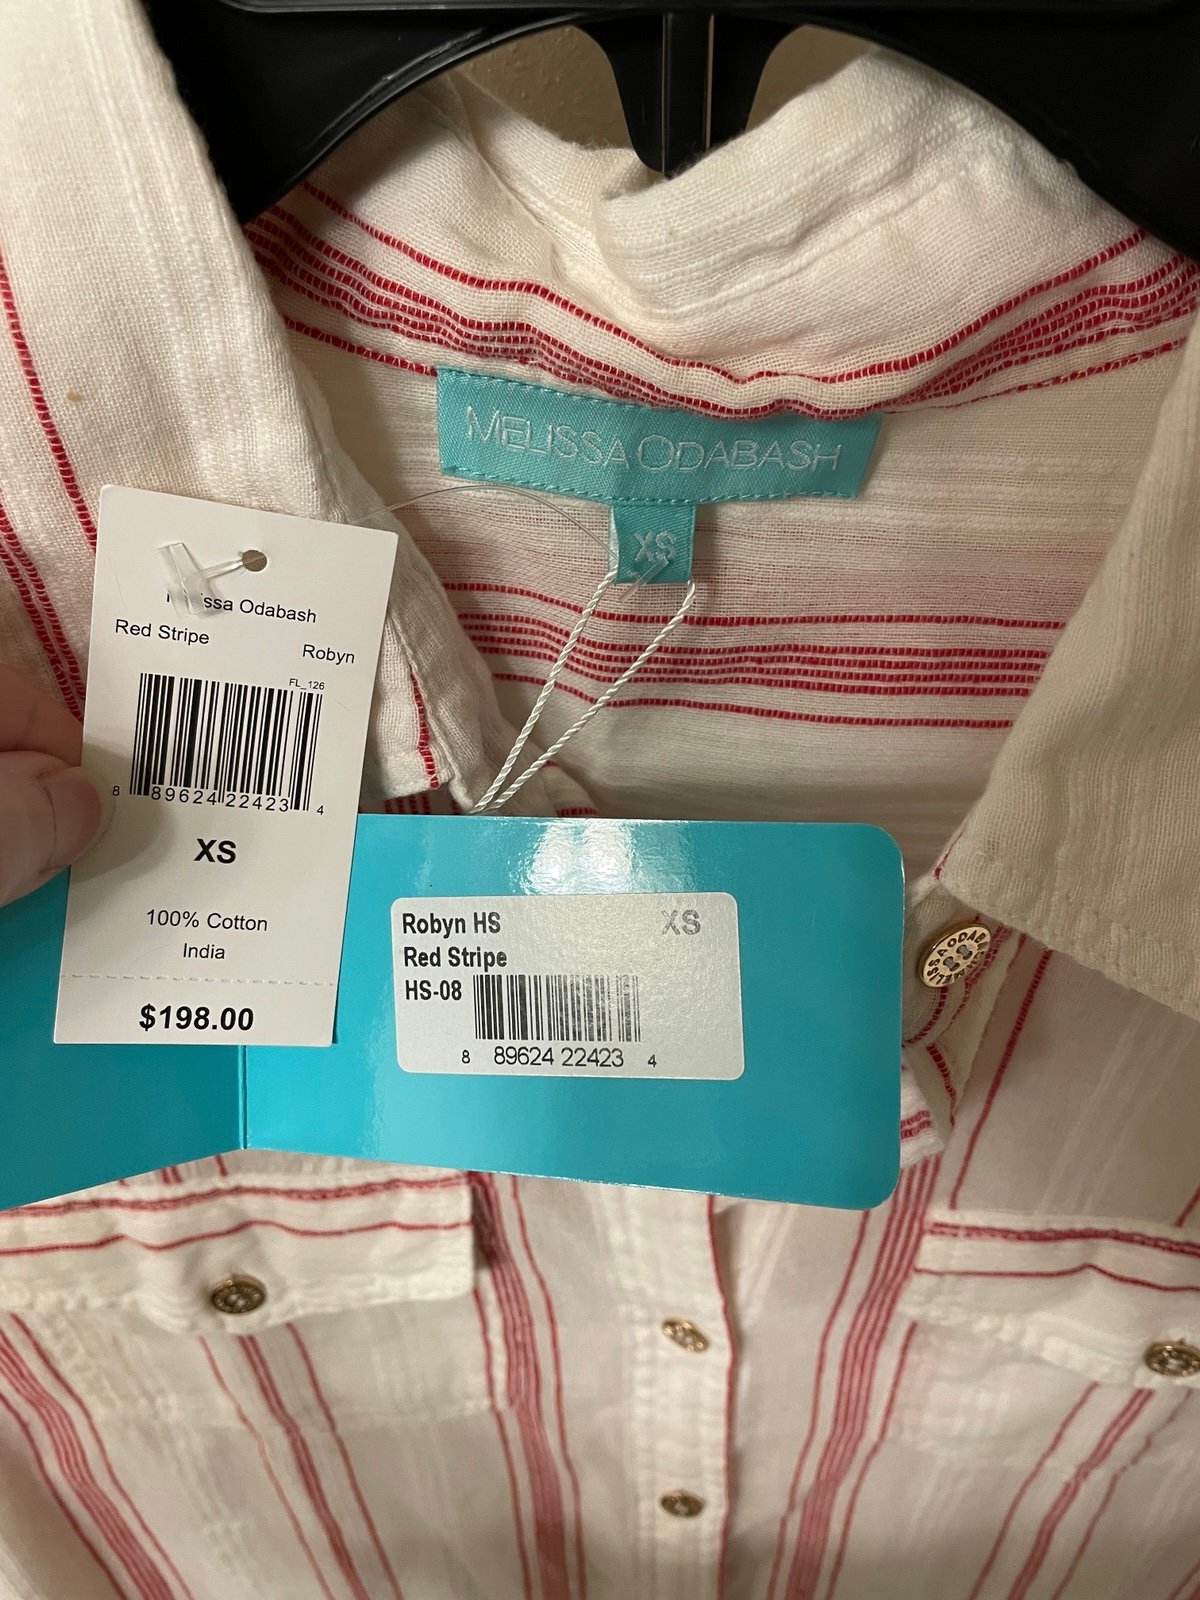 MELISSA ODABASH
XS
ssa Odabash
Red Stripe
Robyn
FL_126
8 89624 22423 4
XS
100% Cotton
India
$198.00
Robyn HS XS
Red Stripe
HS-08
8 89624 22423 4